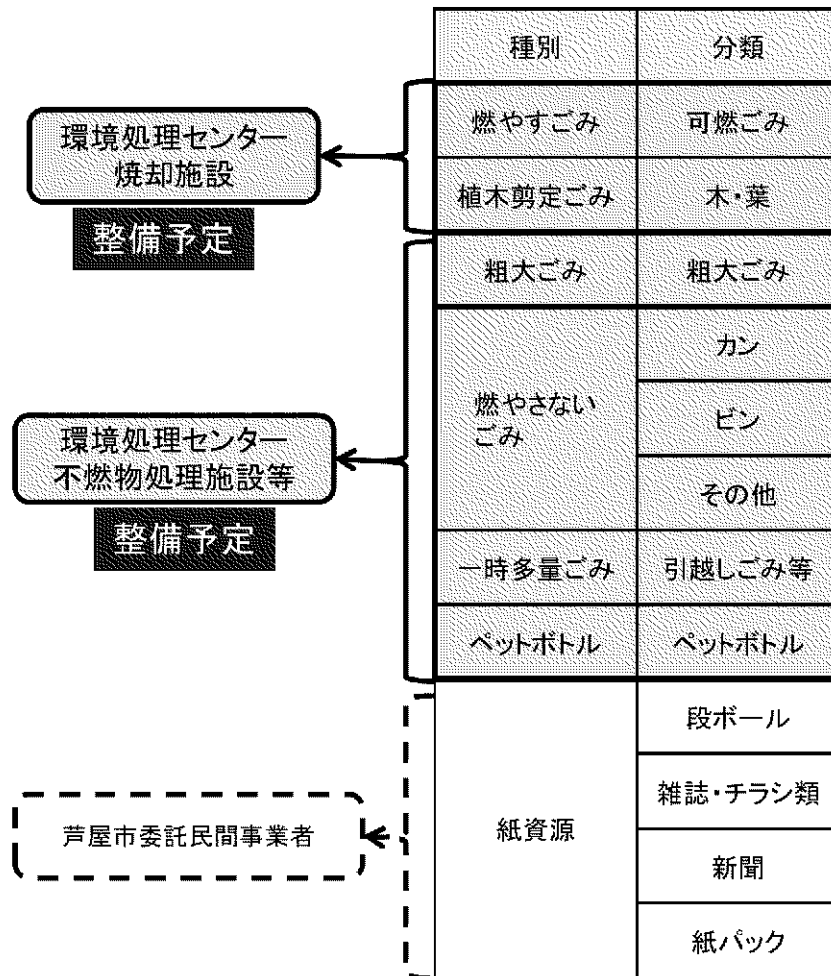 種別 分類
燃やすごみ 可燃ごみ
植木剪定ごみ 木・葉
環境処理センター
焼却施設
整備予定
粗大ごみ 粗大ごみ
燃やさない
ごみ
カン
ビン
その他
一時多量ごみ 引越しごみ等
ペットボトル ペットボトル
環境処理センター
不燃物処理施設等
整備予定
紙資源
段ボール
雑誌・チラシ類
新聞
紙パック
芦屋市委託民間事業者